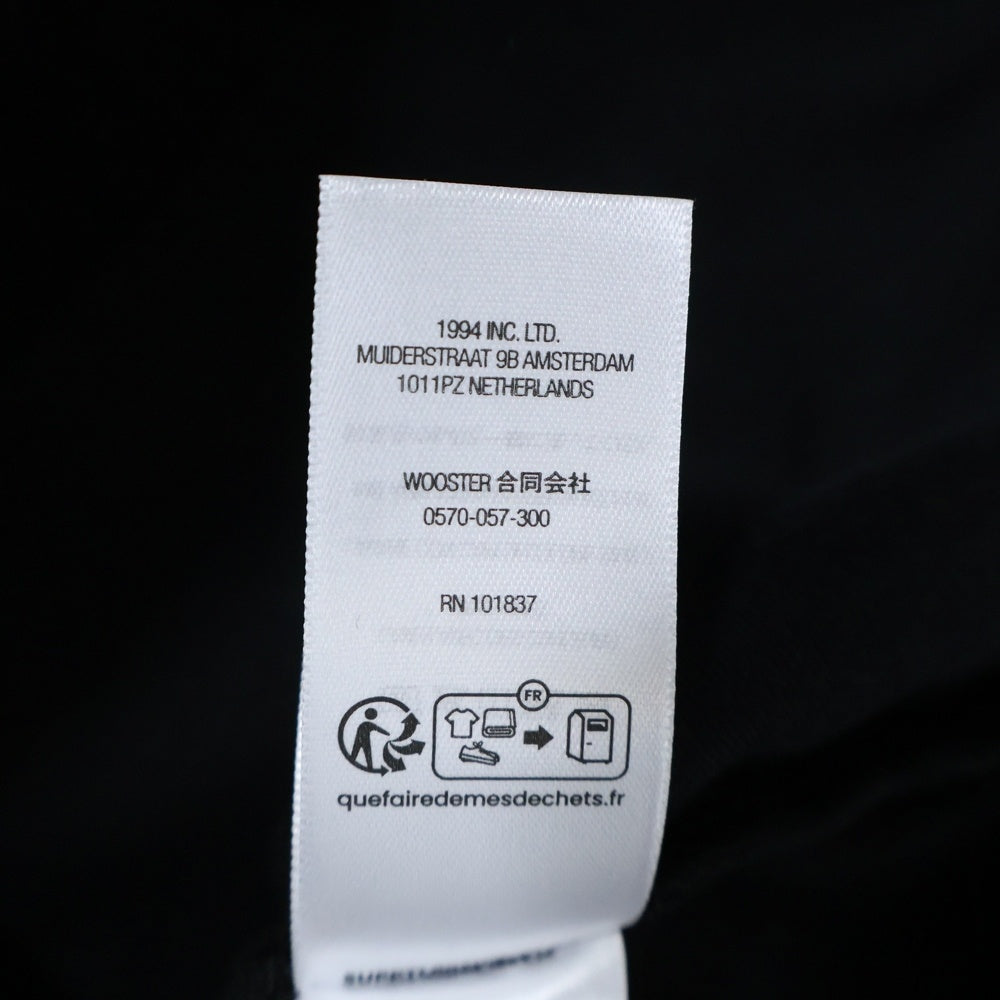 1994 INC. LTD.
MUIDERSTRAAT 9B AMSTERDAM
1011PZ NETHERLANDS
WOOSTER 合同会社
0570-057-300
RN 101837
FR
quefairedemesdechets.fr